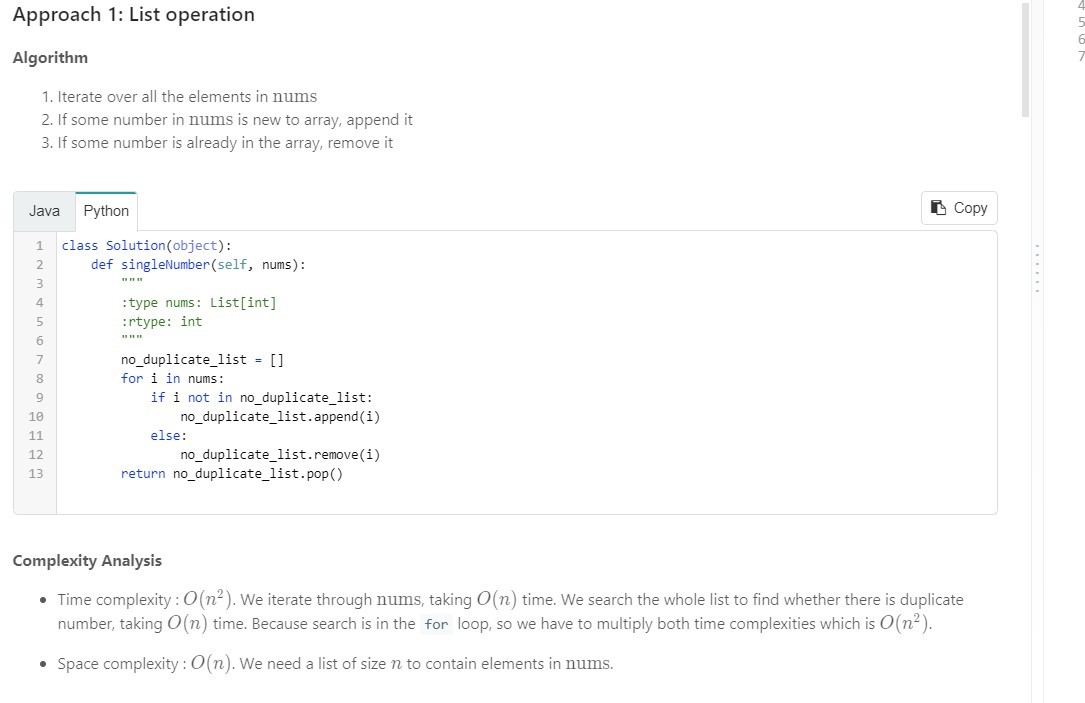 Approach 1: List operation
Algorithm
1. Iterate over all the elements in nums
2. If some number in nums is new to array, append it
3. If some number is already in the array, remove it
Java Python Copy
1 class Solution(object):
2     def singleNumber(self, nums):
3         """
4         :type nums: List[int]
5         :rtype: int
6         """
7         no_duplicate_list = []
8         for i in nums:
9             if i not in no_duplicate_list:
10                 no_duplicate_list.append(i)
11             else:
12                 no_duplicate_list.remove(i)
13         return no_duplicate_list.pop()
Complexity Analysis
• Time complexity : O(n²). We iterate through nums, taking O(n) time. We search the whole list to find whether there is duplicate
number, taking O(n) time. Because search is in the for loop, so we have to multiply both time complexities which is O(n²).
• Space complexity : O(n). We need a list of size n to contain elements in nums.
4
5
6
7